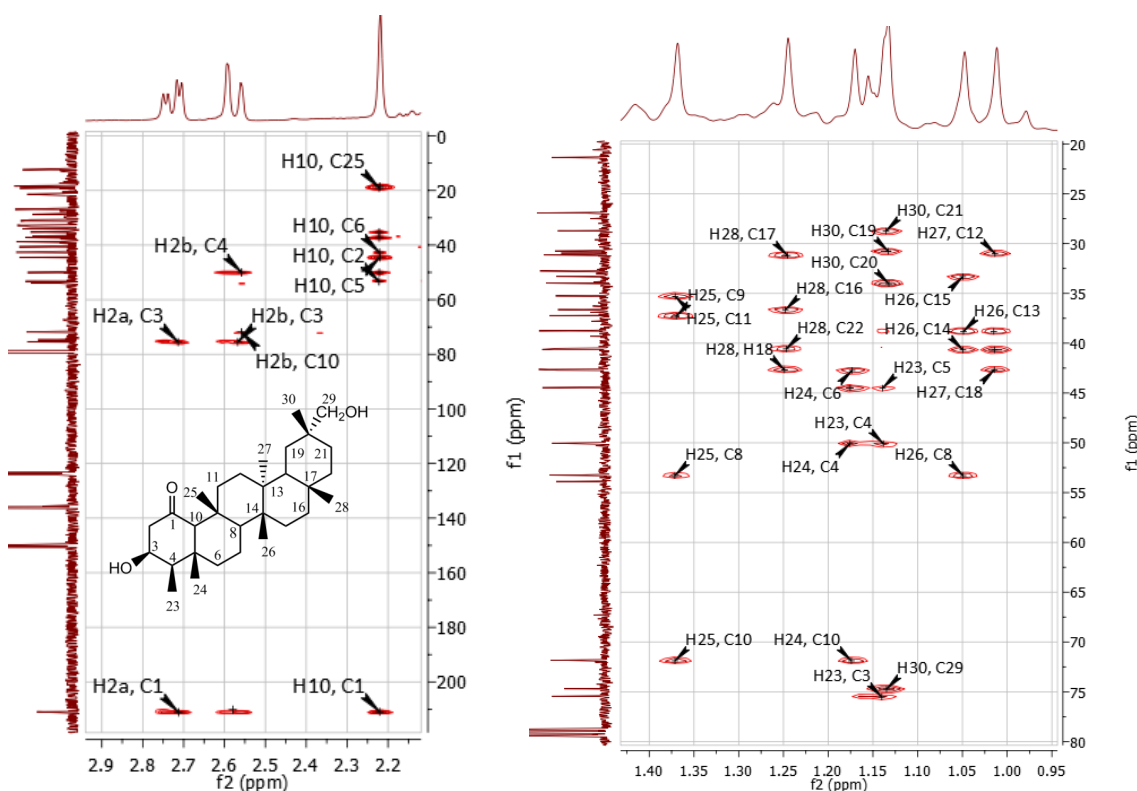 H10, C25
H10, C6
H2b, C4
H10, C2
H10, C5
H2a, C3
H2b, C3
H2b, C10
H2a, C1
H10, C1
30
29
CH₂OH
27
19
21
11
17
O
25
13
28
1
10
14
16
8
3
4
6
26
HO
24
23
0
20
40
60
80
100
120
140
160
180
200
f1 (ppm)
2.9 2.8 2.7 2.6 2.5 2.4 2.3 2.2
f2 (ppm)
H30, C21
H28, C17
H30, C19
H27, C12
H30, C20
H25, C9
H28, C16
H26, C15
H25, C11
H26, C13
H28, C22
H26, C14
H28, H18
H23, C5
H24, C6
H27, C18
H23, C4
H25, C8
H24, C4
H26, C8
H25, C10
H24, C10
H30, C29
H23, C3
20
25
30
35
40
45
50
55
60
65
70
75
80
f1 (ppm)
1.40 1.35 1.30 1.25 1.20 1.15 1.10 1.05 1.00 0.95
f2 (ppm)